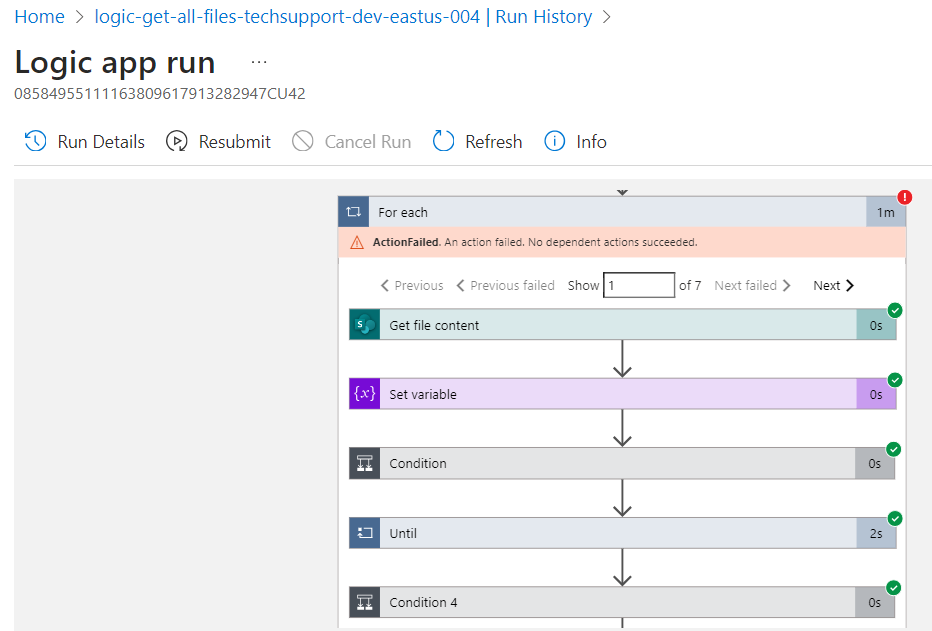 Home > logic-get-all-files-techsupport-dev-eastus-004 | Run History >
Logic app run ...
08584955111163809617913282947CU42
Run Details Resubmit Cancel Run Refresh Info
For each 1m
ActionFailed. An action failed. No dependent actions succeeded.
Previous Previous failed Show 1 of 7 Next failed Next
Get file content 0s
{x} Set variable 0s
Condition 0s
Until 2s
Condition 4 0s